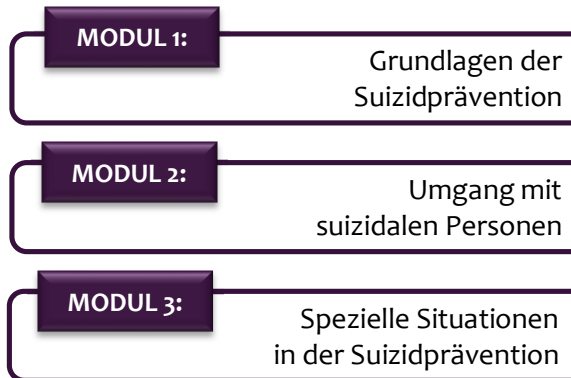 MODUL 1:
Grundlagen der
Suizidprävention
MODUL 2:
Umgang mit
suizidalen Personen
MODUL 3:
Spezielle Situationen
in der Suizidprävention